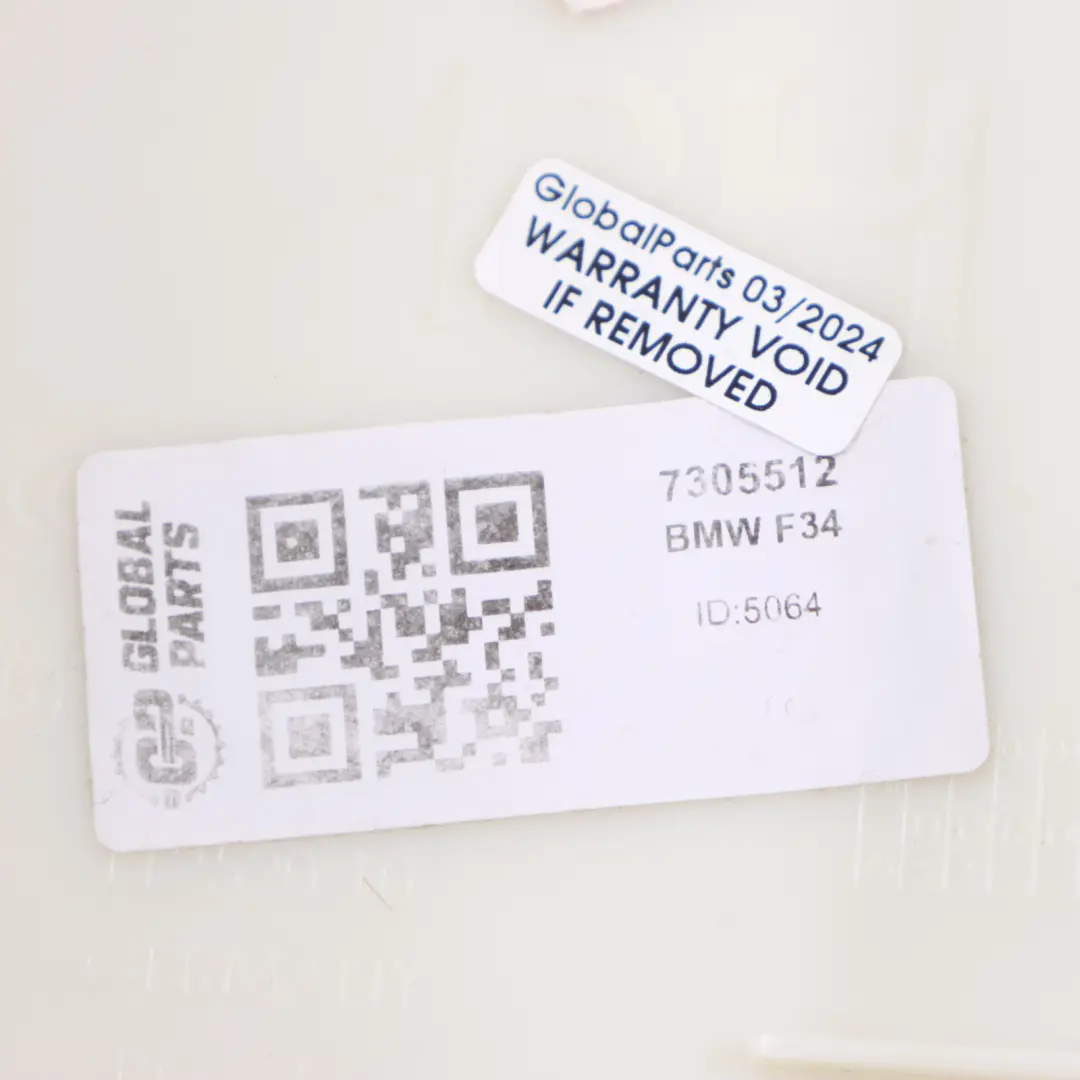 GlobalParts 03/2024
WARRANTY VOID
IF REMOVED
GLOBAL
PARTS
7305512
BMW F34
ID:5064